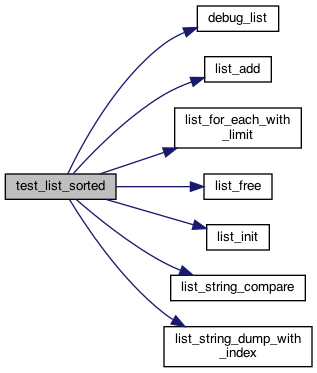 debug_list
list_add
list_for_each_with
_limit
test_list_sorted
list_free
list_init
list_string_compare
list_string_dump_with
_index